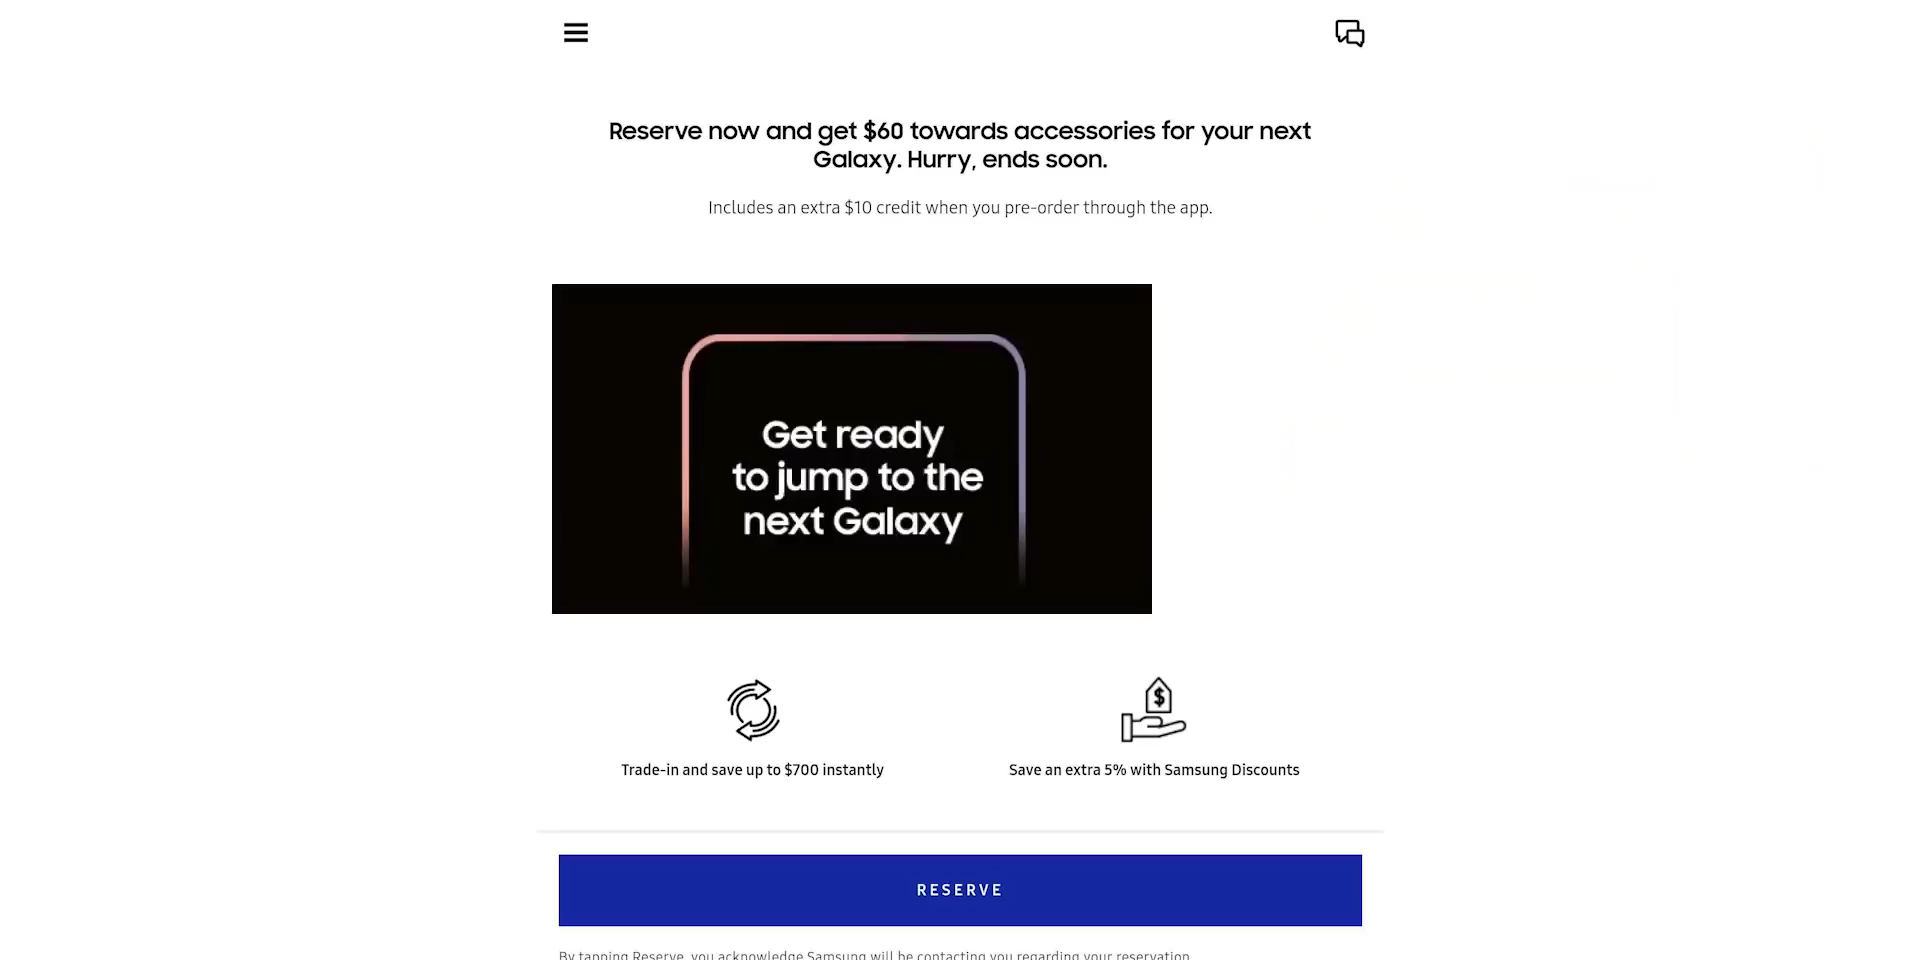 Reserve now and get $60 towards accessories for your next
Galaxy. Hurry, ends soon.
Includes an extra $10 credit when you pre-order through the app.
Get ready
to jump to the
next Galaxy
$
Trade-in and save up to $700 instantly
Save an extra 5% with Samsung Discounts
RESERVE
By tapping Reserve, you acknowledge Samsung will be contacting you regarding your reservation